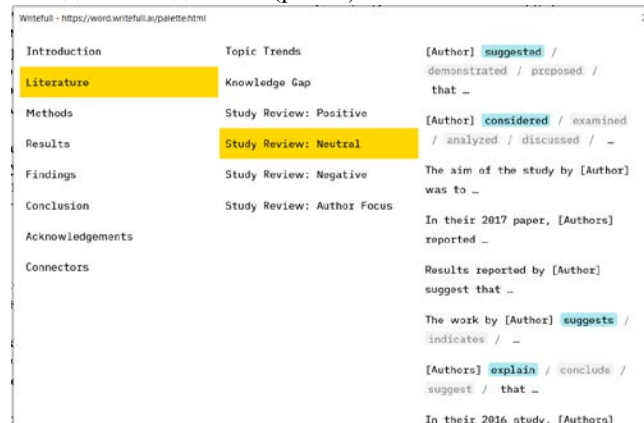 Writefull - https://word.writefull.ai/palette.html
Introduction
Literature
Methods
Results
Findings
Conclusion
Acknowledgements
Connectors
Topic Trends
Knowledge Gap
Study Review: Positive
Study Review: Neutral
Study Review: Negative
Study Review: Author Focus
[Author] suggested /
demonstrated / proposed /
that …
[Author] considered / examined
/ analyzed / discussed / …
The aim of the study by [Author]
was to …
In their 2017 paper, [Authors]
reported …
Results reported by [Author]
suggest that …
The work by [Author] suggests /
indicates / …
[Authors] explain / conclude /
suggest / that …
In their 2016 study, [Authors]